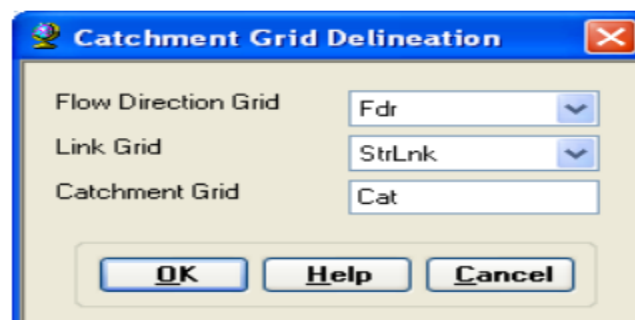 Catchment Grid Delineation
Flow Direction Grid Fdr
Link Grid StrLnk
Catchment Grid Cat
OK Help Cancel